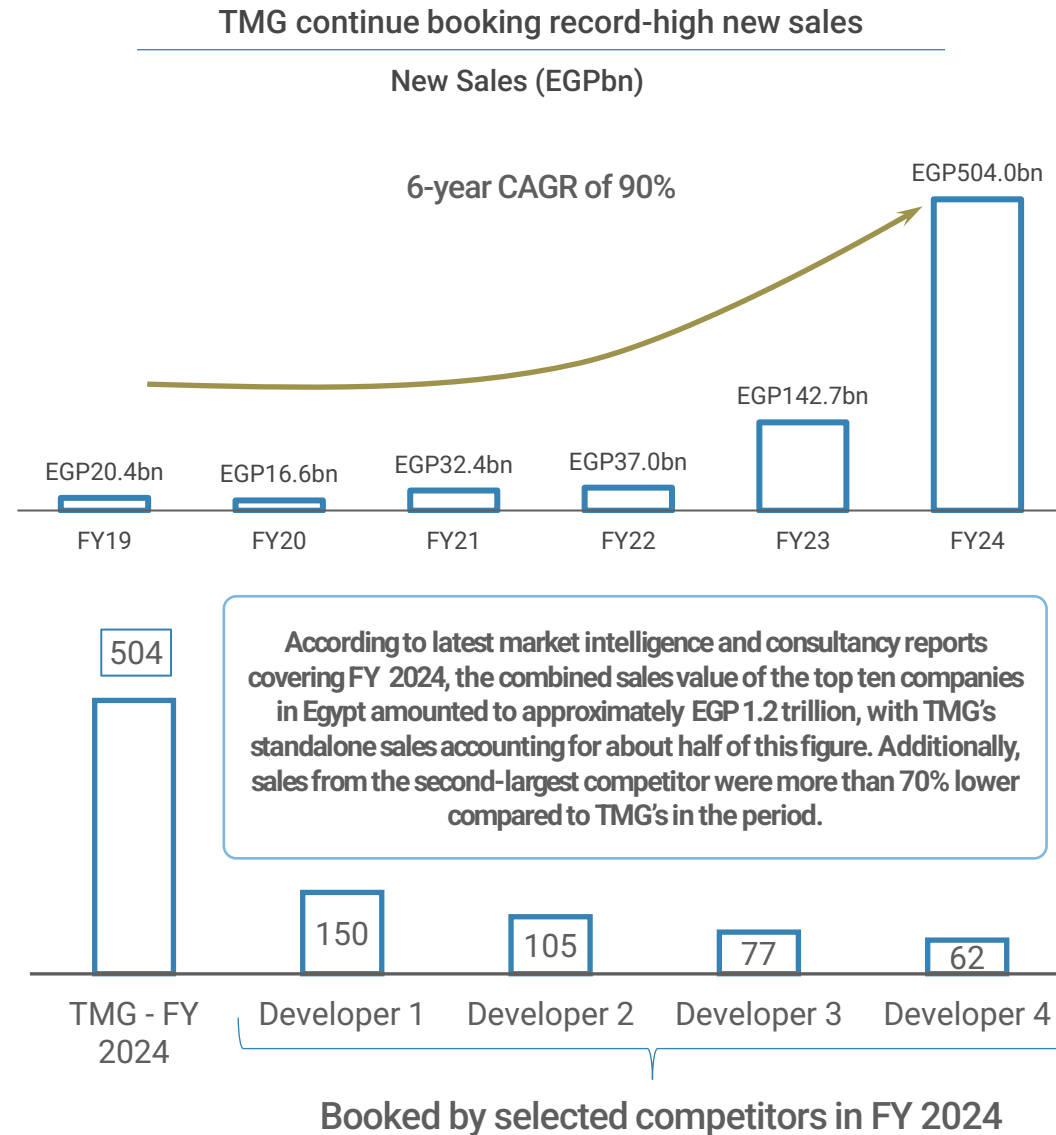 TMG continue booking record-high new sales
New Sales (EGPbn)
6-year CAGR of 90%
EGP504.0bn
EGP142.7bn
EGP20.4bn
EGP16.6bn
EGP32.4bn
EGP37.0bn
FY19 FY20 FY21 FY22 FY23 FY24
504
According to latest market intelligence and consultancy reports
covering FY 2024, the combined sales value of the top ten companies
in Egypt amounted to approximately EGP 1.2 trillion, with TMG's
standalone sales accounting for about half of this figure. Additionally,
sales from the second-largest competitor were more than 70% lower
compared to TMG's in the period.
150
105
77
62
TMG - FY
2024
Developer 1 Developer 2 Developer 3 Developer 4
Booked by selected competitors in FY 2024